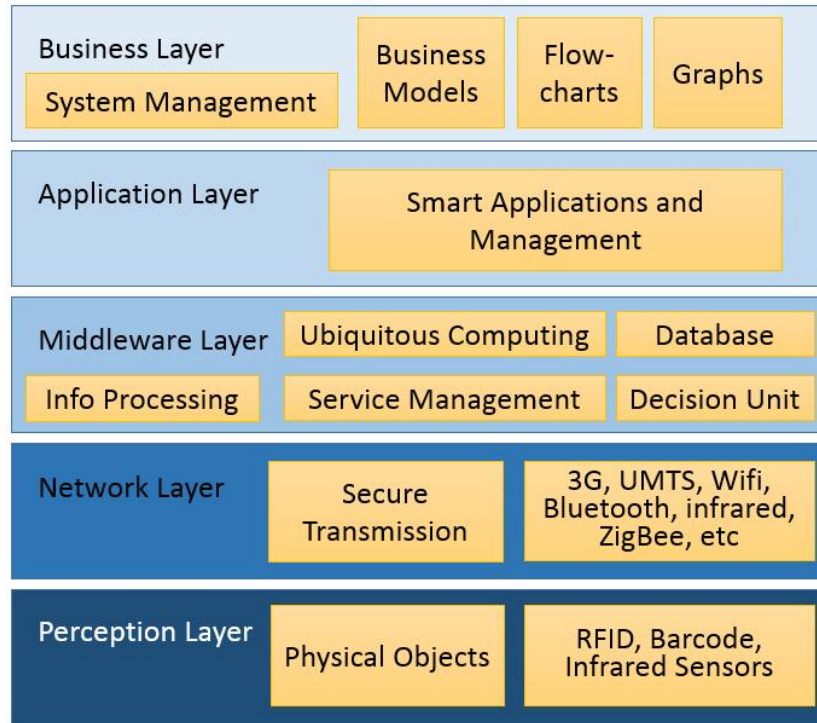 Business Layer
System Management
Business
Models
Flow-
charts
Graphs
Application Layer
Smart Applications and
Management
Middleware Layer
Ubiquitous Computing
Database
Info Processing
Service Management
Decision Unit
Network Layer
Secure
Transmission
3G, UMTS, Wifi,
Bluetooth, infrared,
ZigBee, etc
Perception Layer
Physical Objects
RFID, Barcode,
Infrared Sensors